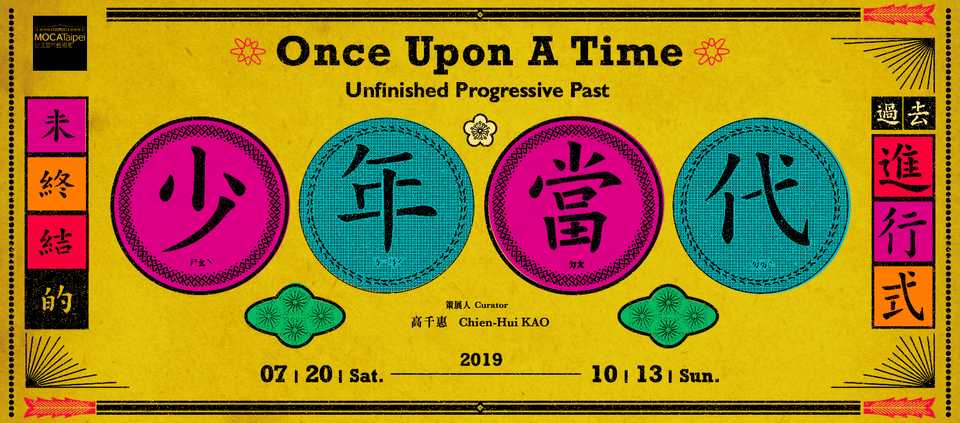 MOCATaipei
Once Upon A Time
Unfinished Progressive Past
少年當代
未終結的
過去
進行式
策展人 Curator
高千惠 Chien-Hui KAO
2019
07 | 20 | Sat.
10 | 13 | Sun.